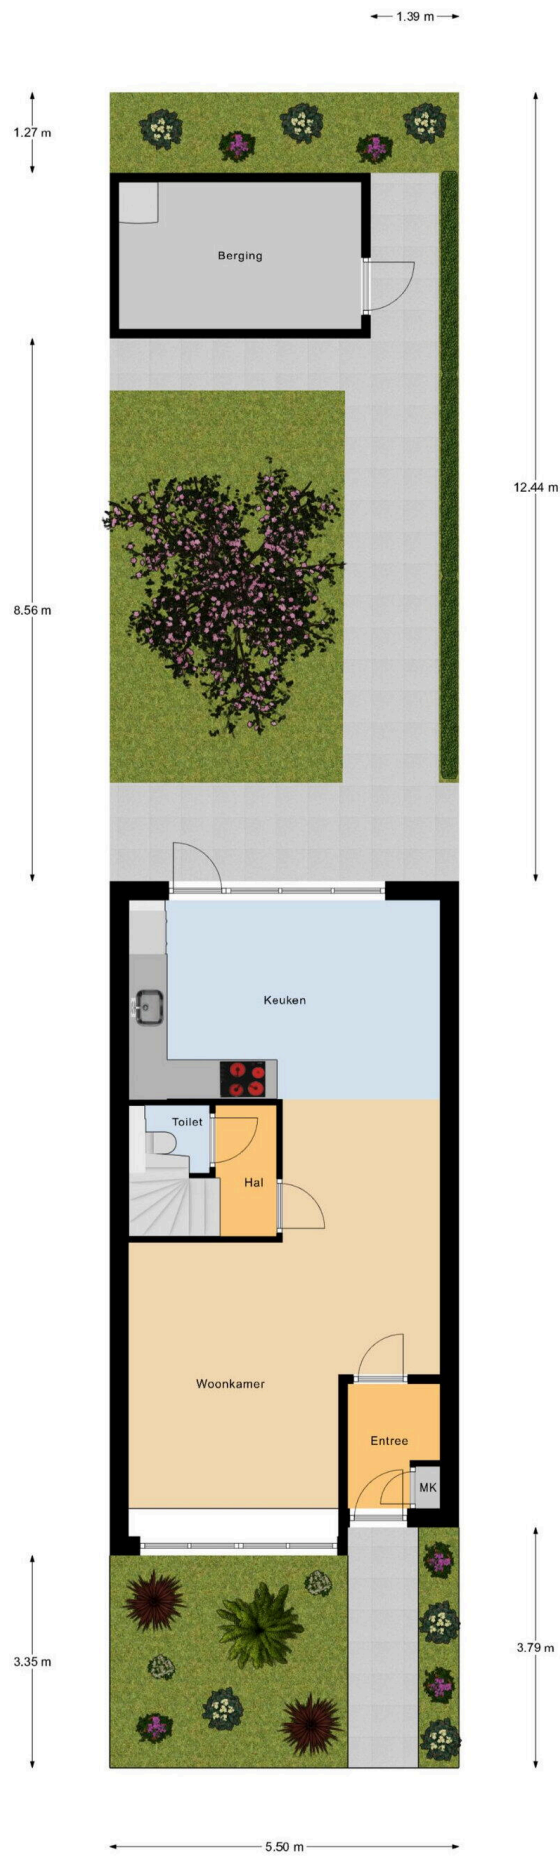 1.39 m
1.27 m
Berging
12.44 m
8.56 m
Keuken
Toilet
Hal
Woonkamer
Entree
MK
3.35 m
3.79 m
5.50 m